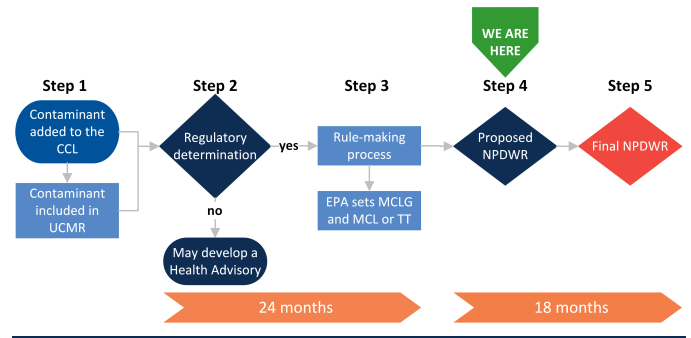 WE ARE
HERE
Step 1
Step 2
Step 3
Step 4
Step 5
Contaminant
added to the
CCL
Contaminant
included in
UCMR
Regulatory
determination
yes
no
May develop a
Health Advisory
Rule-making
process
EPA sets MCLG
and MCL or TT
Proposed
NPDWR
Final NPDWR
24 months
18 months